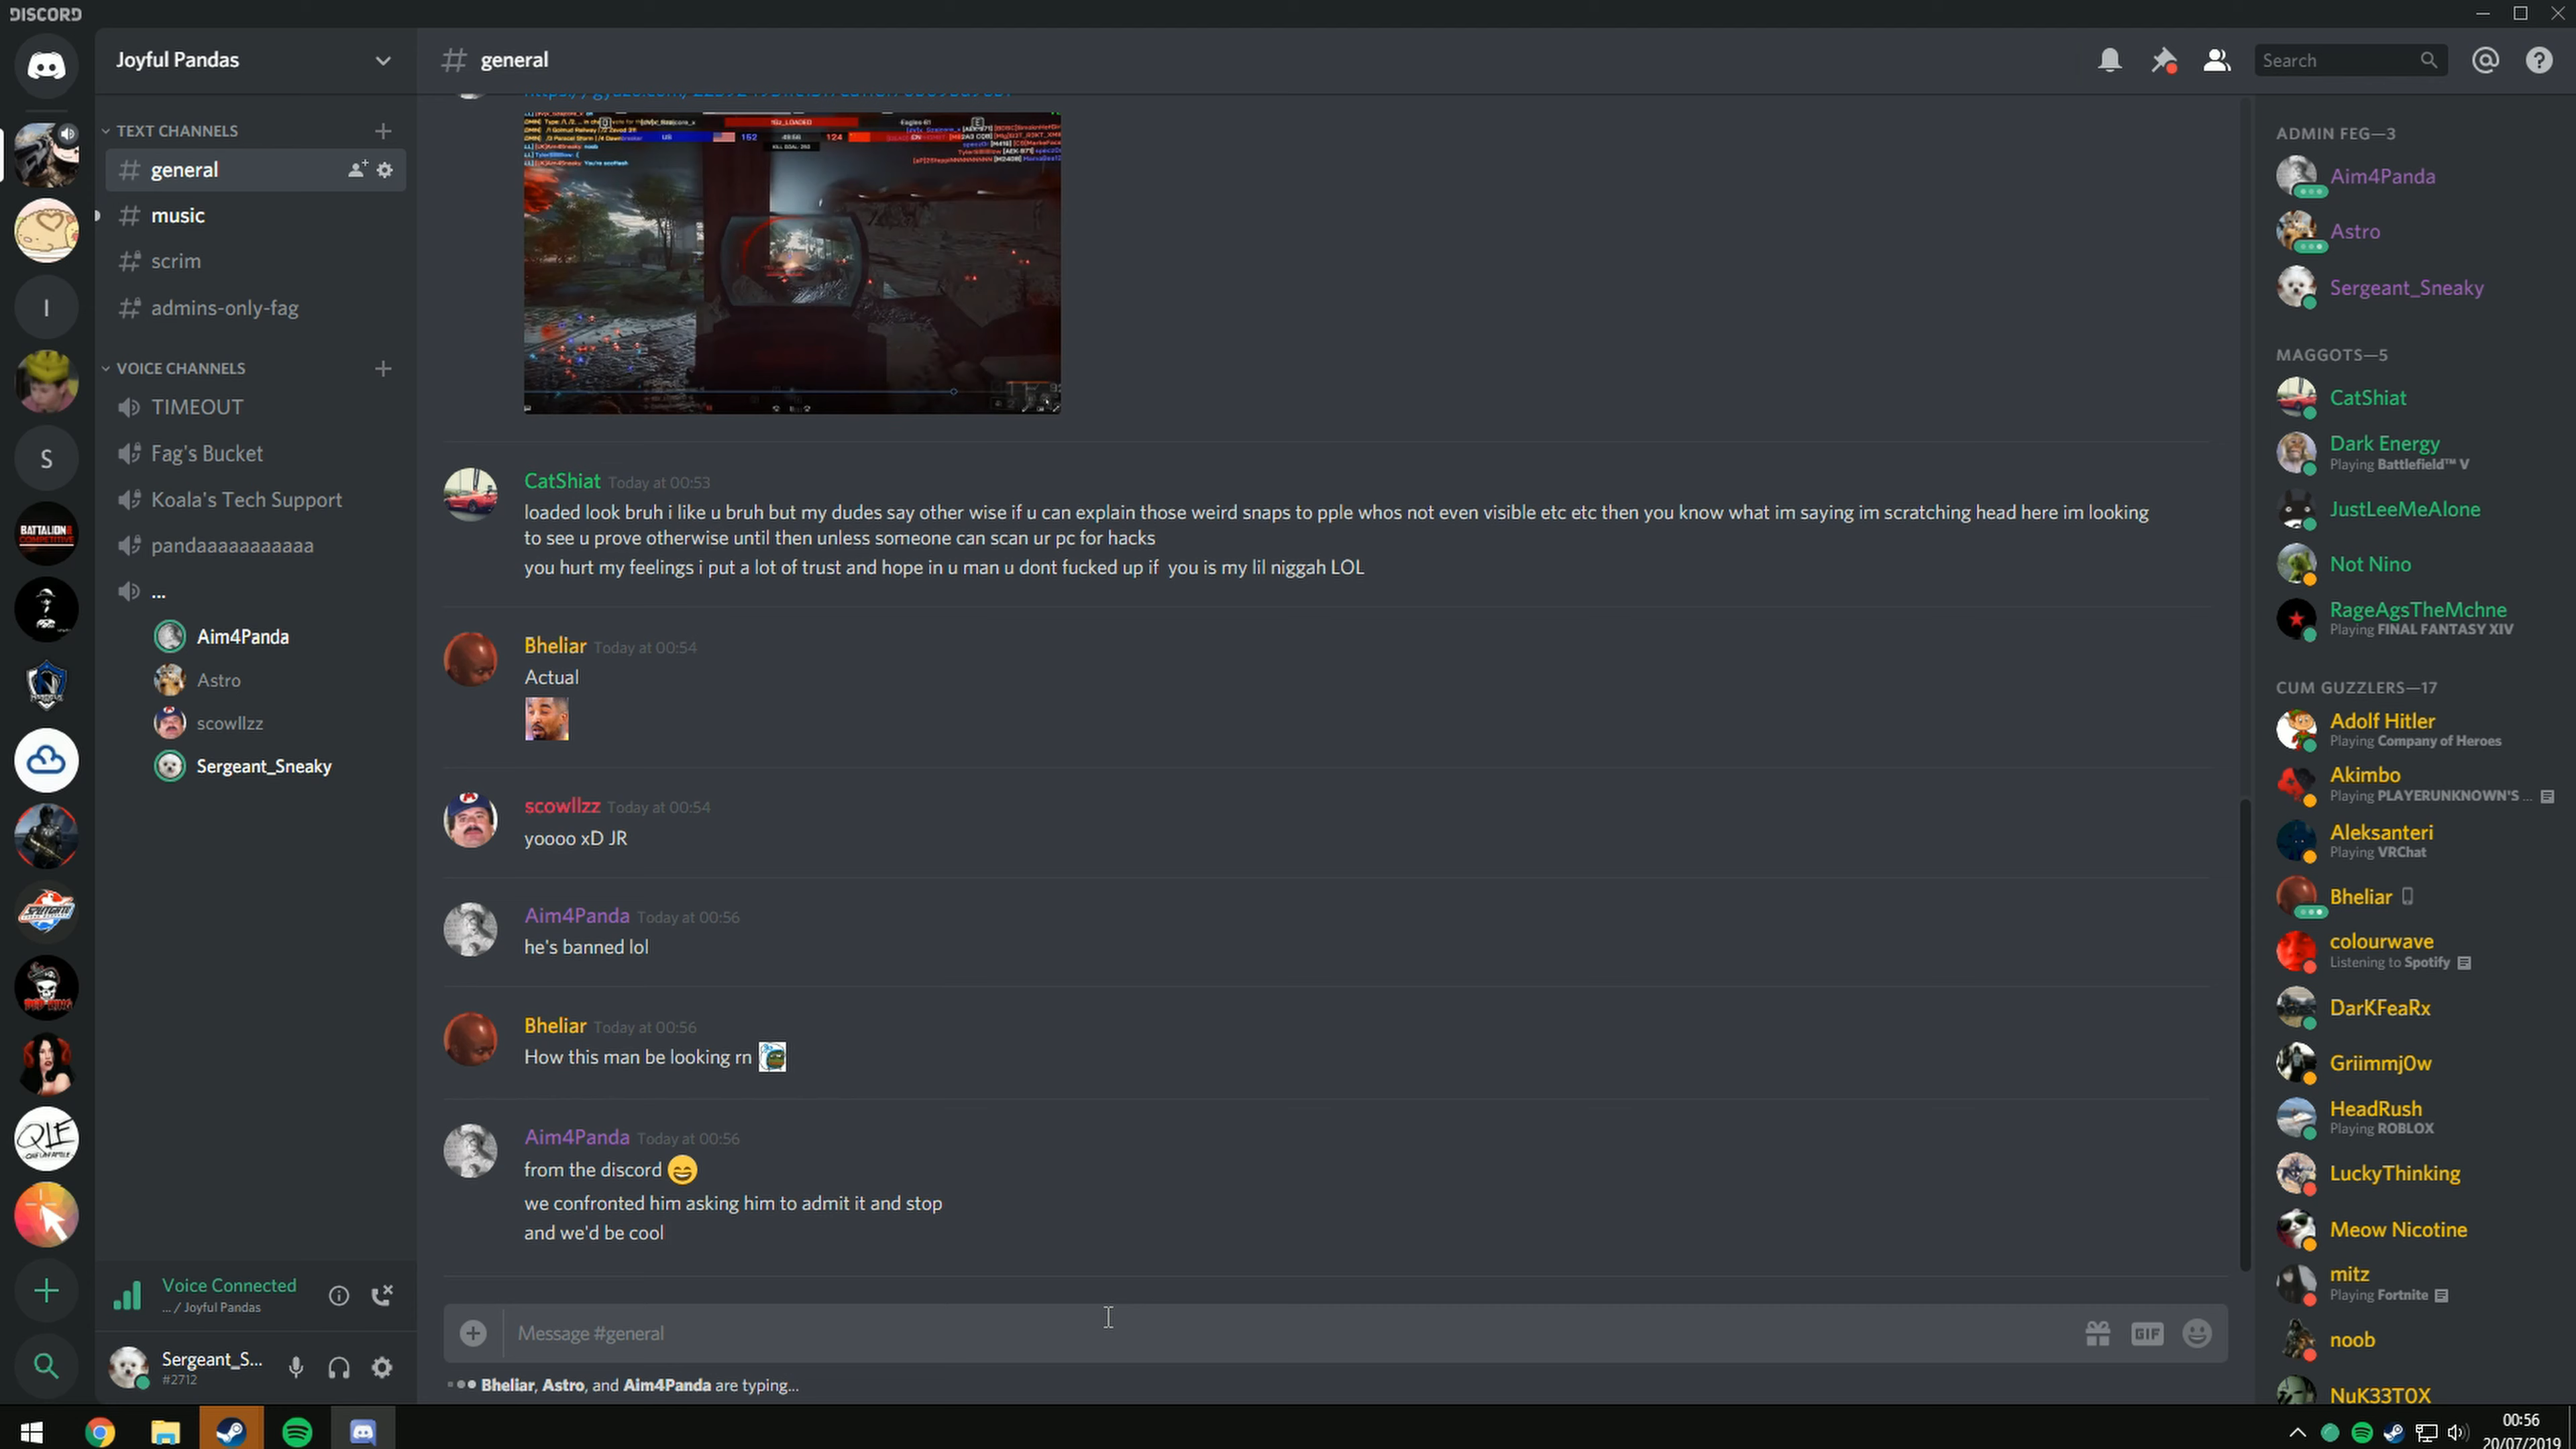 DISCORD
Joyful Pandas
general
Search
TEXT CHANNELS
general
music
scrim
admins-only-fag
VOICE CHANNELS
TIMEOUT
Fag's Bucket
Koala's Tech Support
pandaaaaaaaaaaa
...
Aim4Panda
Astro
scowllzz
Sergeant_Sneaky
Voice Connected
... / Joyful Pandas
Sergeant_S...
#2712
I
S
BATTALION
COMPETITIVE
152
124
CatShiat Today at 00:53
loaded look bruh i like u bruh but my dudes say other wise if u can explain those weird snaps to pple whos not even visible etc etc then you know what im saying im scratching head here im looking
to see u prove otherwise until then unless someone can scan ur pc for hacks
you hurt my feelings i put a lot of trust and hope in u man u dont fucked up if you is my lil niggah LOL
Bheliar Today at 00:54
Actual
scowllzz Today at 00:54
yoooo xD JR
Aim4Panda Today at 00:56
he's banned lol
Bheliar Today at 00:56
How this man be looking rn
Aim4Panda Today at 00:56
from the discord
we confronted him asking him to admit it and stop
and we'd be cool
Message #general
GIF
Bheliar, Astro, and Aim4Panda are typing...
ADMIN FEG—3
Aim4Panda
Astro
Sergeant_Sneaky
MAGGOTS—5
CatShiat
Dark Energy
Playing Battlefield™ V
JustLeeMeAlone
Not Nino
RageAgsTheMchne
Playing FINAL FANTASY XIV
CUM GUZZLERS—17
Adolf Hitler
Playing Company of Heroes
Akimbo
Playing PLAYERUNKNOWN'S ...
Aleksanteri
Playing VRChat
Bheliar
colourwave
Listening to Spotify
DarKFeaRx
Griimmj0w
HeadRush
Playing ROBLOX
LuckyThinking
Meow Nicotine
mitz
Playing Fortnite
noob
NuK33T0X
00:56
20/07/2019